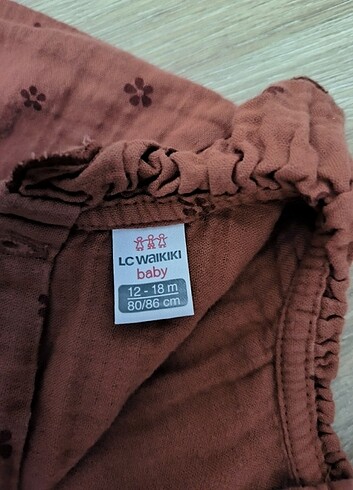 LC WAIKIKI
baby
12 - 18 m
80/86 cm